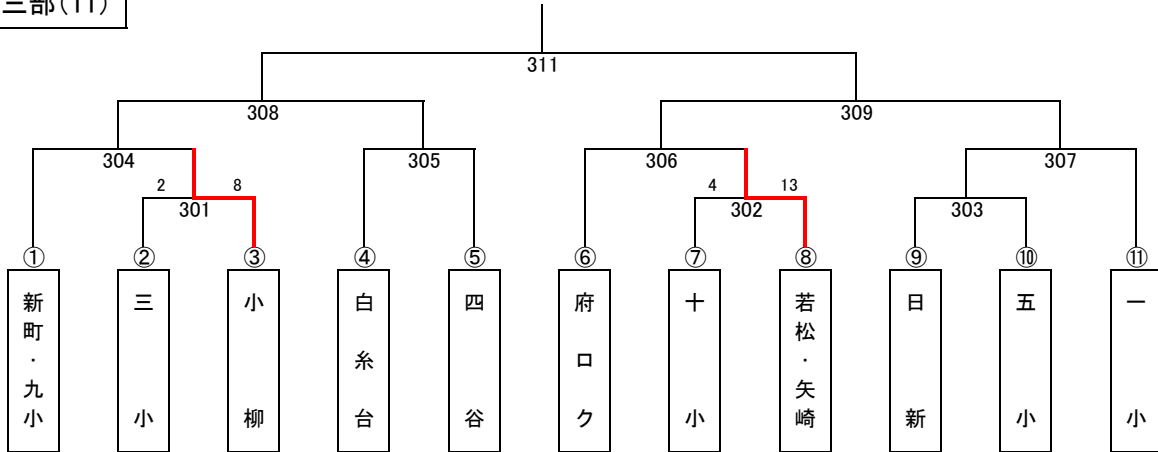 三部(11)
311
308
309
304
305
306
307
2
8
4
13
301
302
303
①
②
③
④
⑤
⑥
⑦
⑧
⑨
⑩
⑪
新町・九小
三小
小柳
白糸台
四谷
府ロク
十小
若松・矢崎
日新
五小
一小